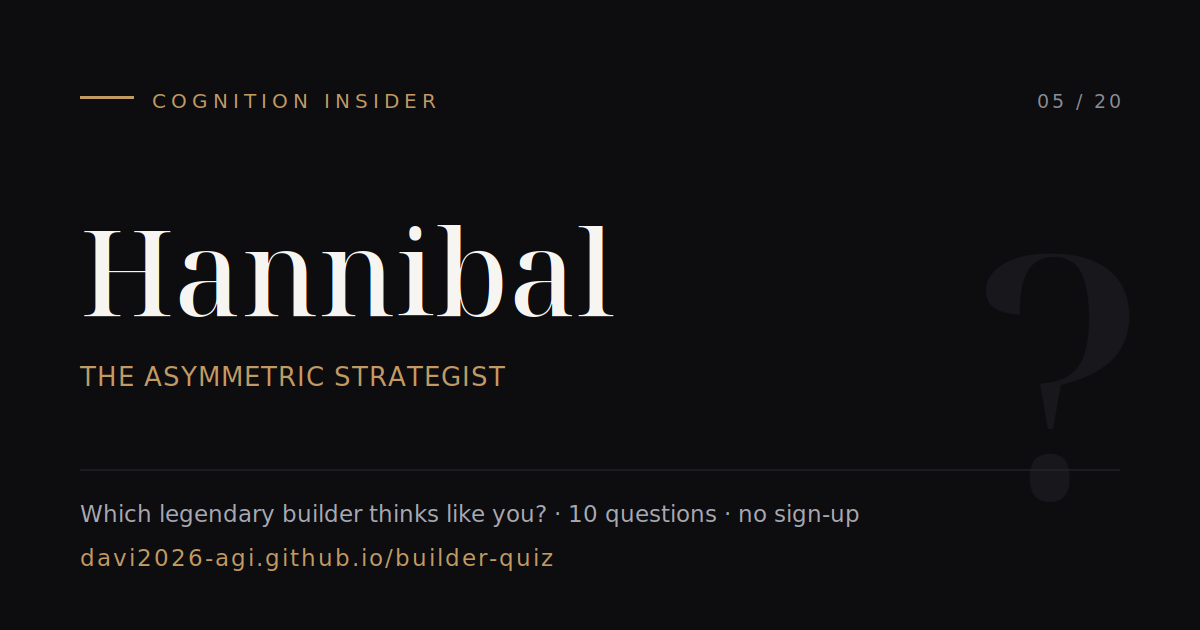 COGNITION INSIDER
05 / 20
Hannibal
THE ASYMMETRIC STRATEGIST
?
Which legendary builder thinks like you? · 10 questions · no sign-up
davi2026-agi.github.io/builder-quiz